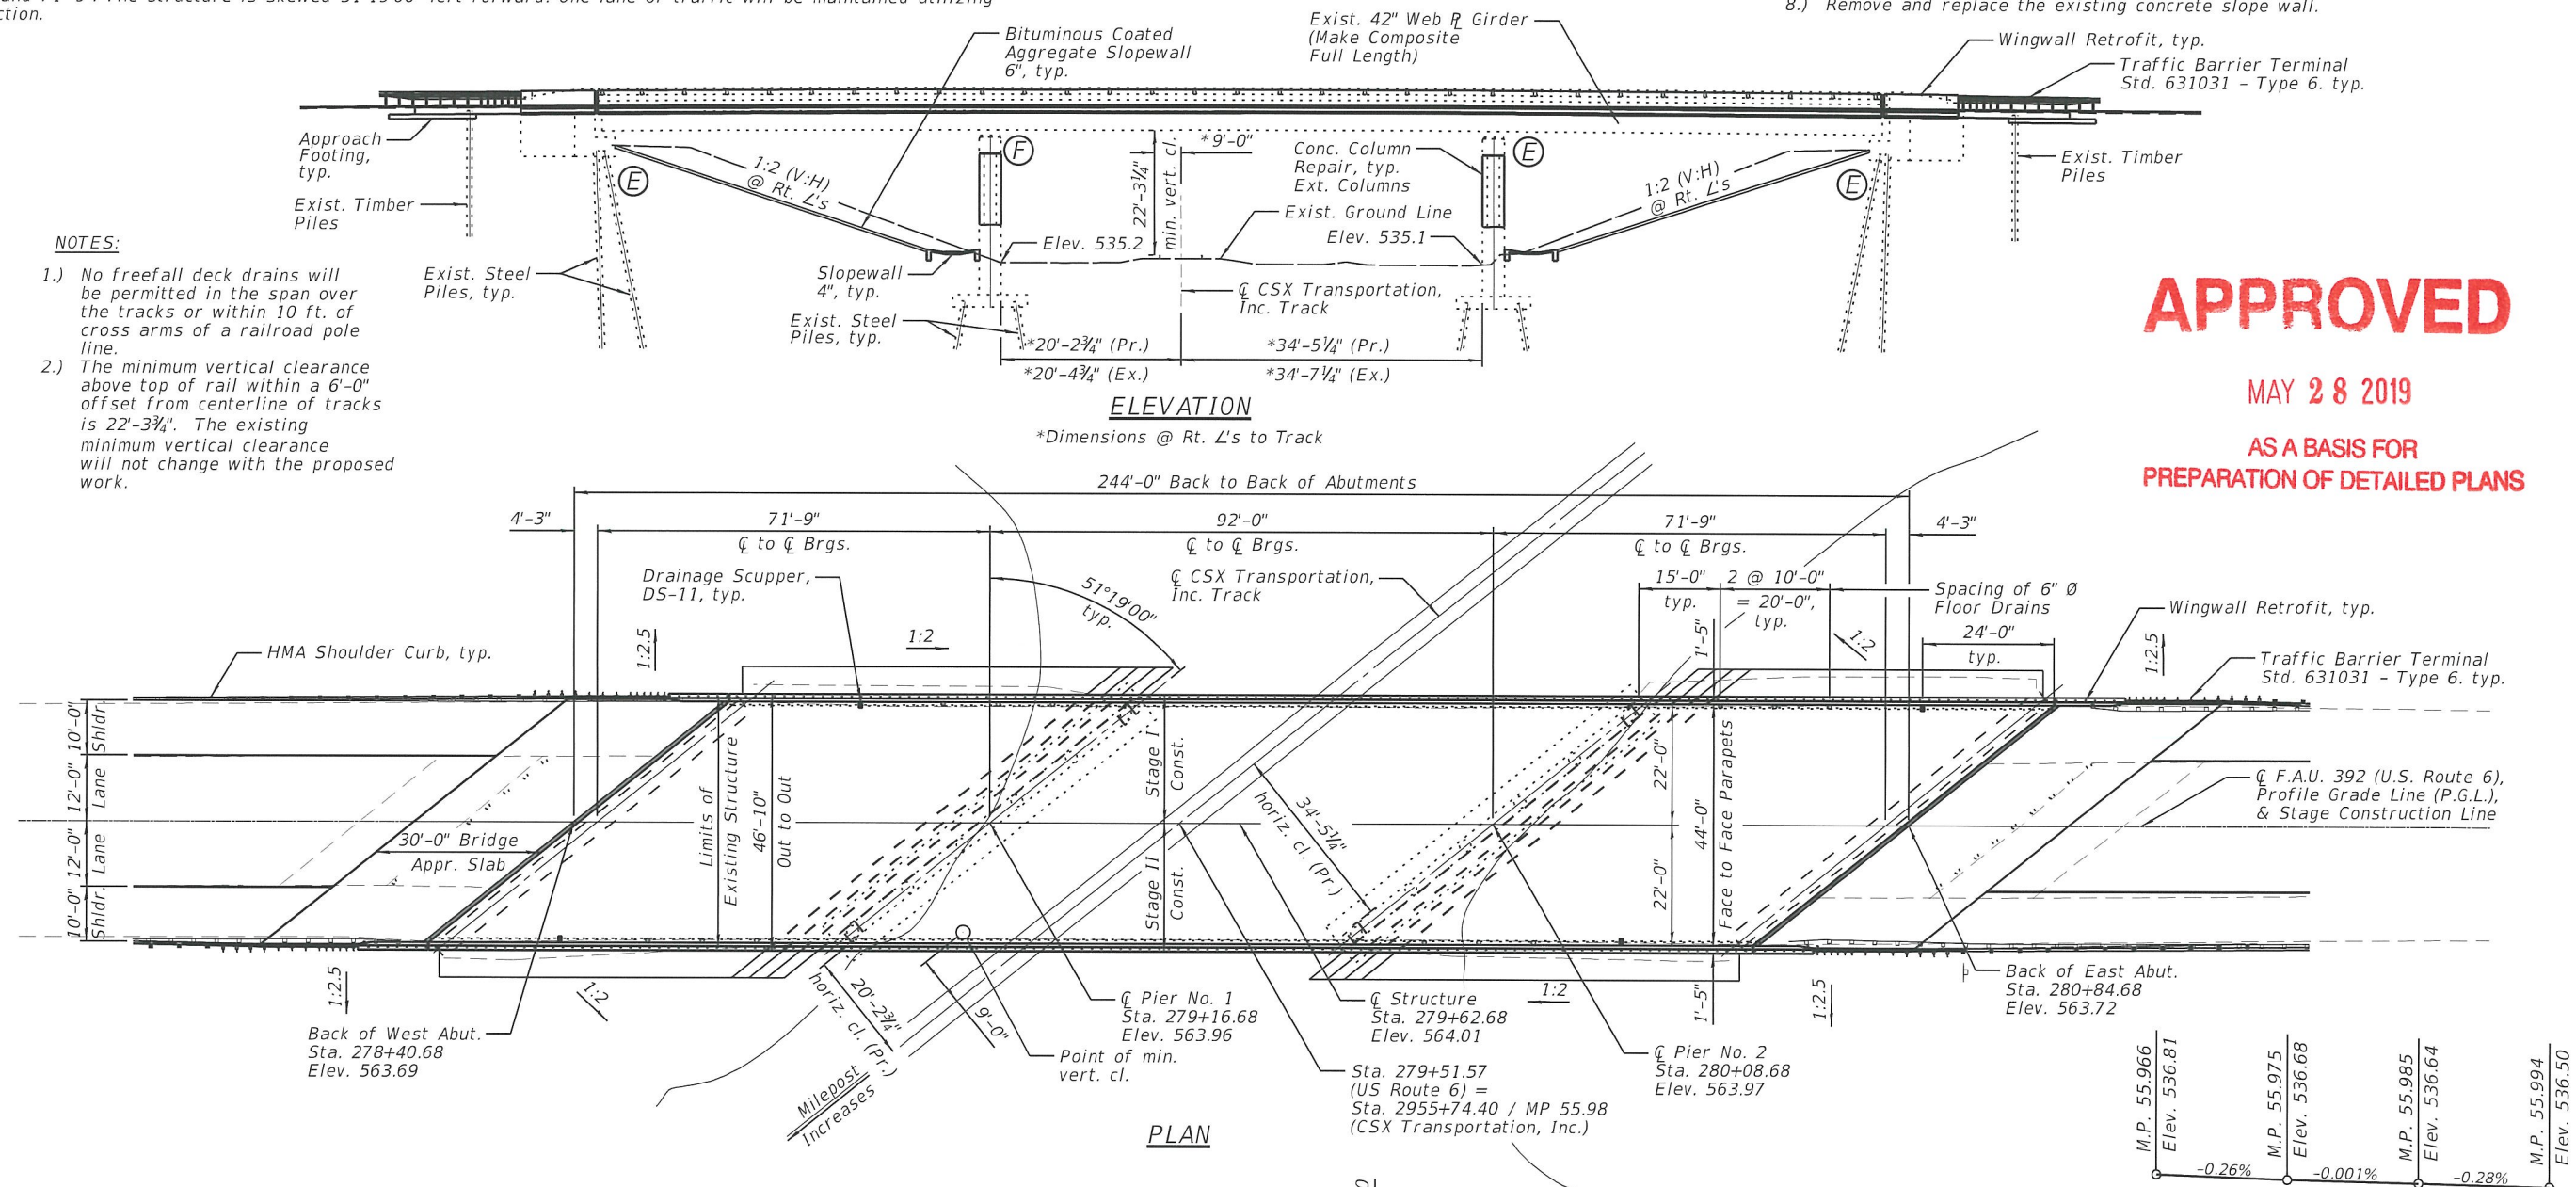 ction.
8.) Remove and replace the existing concrete slope wall.
Bituminous Coated
Aggregate Slopewall
6", typ.
Exist. 42" Web ℄ Girder
(Make Composite
Full Length)
Wingwall Retrofit, typ.
Traffic Barrier Terminal
Std. 631031 - Type 6. typ.
Approach
Footing,
typ.
Exist. Timber
Piles
E
1:2 (V:H)
@ Rt. ∠'s
F
22'-3¼"
min. vert. cl.
*9'-0"
Conc. Column
Repair, typ.
Ext. Columns
E
1:2 (V:H)
@ Rt. ∠'s
E
Exist. Timber
Piles
Exist. Ground Line
Elev. 535.2
Elev. 535.1
Exist. Steel
Piles, typ.
Slopewall
4", typ.
Exist. Steel
Piles, typ.
℄ CSX Transportation,
Inc. Track
*20'-2¾" (Pr.)
*34'-5¼" (Pr.)
*20'-4¾" (Ex.)
*34'-7¼" (Ex.)
ELEVATION
*Dimensions @ Rt. ∠'s to Track
NOTES:
1.) No freefall deck drains will
be permitted in the span over
the tracks or within 10 ft. of
cross arms of a railroad pole
line.
2.) The minimum vertical clearance
above top of rail within a 6'-0"
offset from centerline of tracks
is 22'-3¾". The existing
minimum vertical clearance
will not change with the proposed
work.
APPROVED
MAY 28 2019
AS A BASIS FOR
PREPARATION OF DETAILED PLANS
244'-0" Back to Back of Abutments
4'-3"
71'-9"
℄ to ℄ Brgs.
92'-0"
℄ to ℄ Brgs.
71'-9"
℄ to ℄ Brgs.
4'-3"
Drainage Scupper,
DS-11, typ.
51°19'00"
typ.
℄ CSX Transportation,
Inc. Track
15'-0"
typ.
2 @ 10'-0"
= 20'-0",
typ.
Spacing of 6" Ø
Floor Drains
Wingwall Retrofit, typ.
HMA Shoulder Curb, typ.
1:2.5
1:2
1'-5"
1:2
24'-0"
typ.
1:2.5
Traffic Barrier Terminal
Std. 631031 - Type 6. typ.
10'-0"
Shldr.
12'-0"
Lane
12'-0"
Lane
10'-0"
Shldr.
30'-0" Bridge
Appr. Slab
Limits of
Existing Structure
46'-10"
Out to Out
Stage I
Const.
Stage II
Const.
34'-5¼"
horiz. cl. (Pr.)
22'-0"
22'-0"
44'-0"
Face to Face Parapets
℄ F.A.U. 392 (U.S. Route 6),
Profile Grade Line (P.G.L.),
& Stage Construction Line
1:2.5
1:2
20'-2¾"
horiz. cl. (Pr.)
9'-0"
1:2
1'-5"
1:2.5
Back of West Abut.
Sta. 278+40.68
Elev. 563.69
℄ Pier No. 1
Sta. 279+16.68
Elev. 563.96
Point of min.
vert. cl.
℄ Structure
Sta. 279+62.68
Elev. 564.01
Sta. 279+51.57
(US Route 6) =
Sta. 2955+74.40 / MP 55.98
(CSX Transportation, Inc.)
℄ Pier No. 2
Sta. 280+08.68
Elev. 563.97
Back of East Abut.
Sta. 280+84.68
Elev. 563.72
Milepost
Increases
PLAN
M.P. 55.966
Elev. 536.81
M.P. 55.975
Elev. 536.68
M.P. 55.985
Elev. 536.64
M.P. 55.994
Elev. 536.50
-0.26%
-0.001%
-0.28%